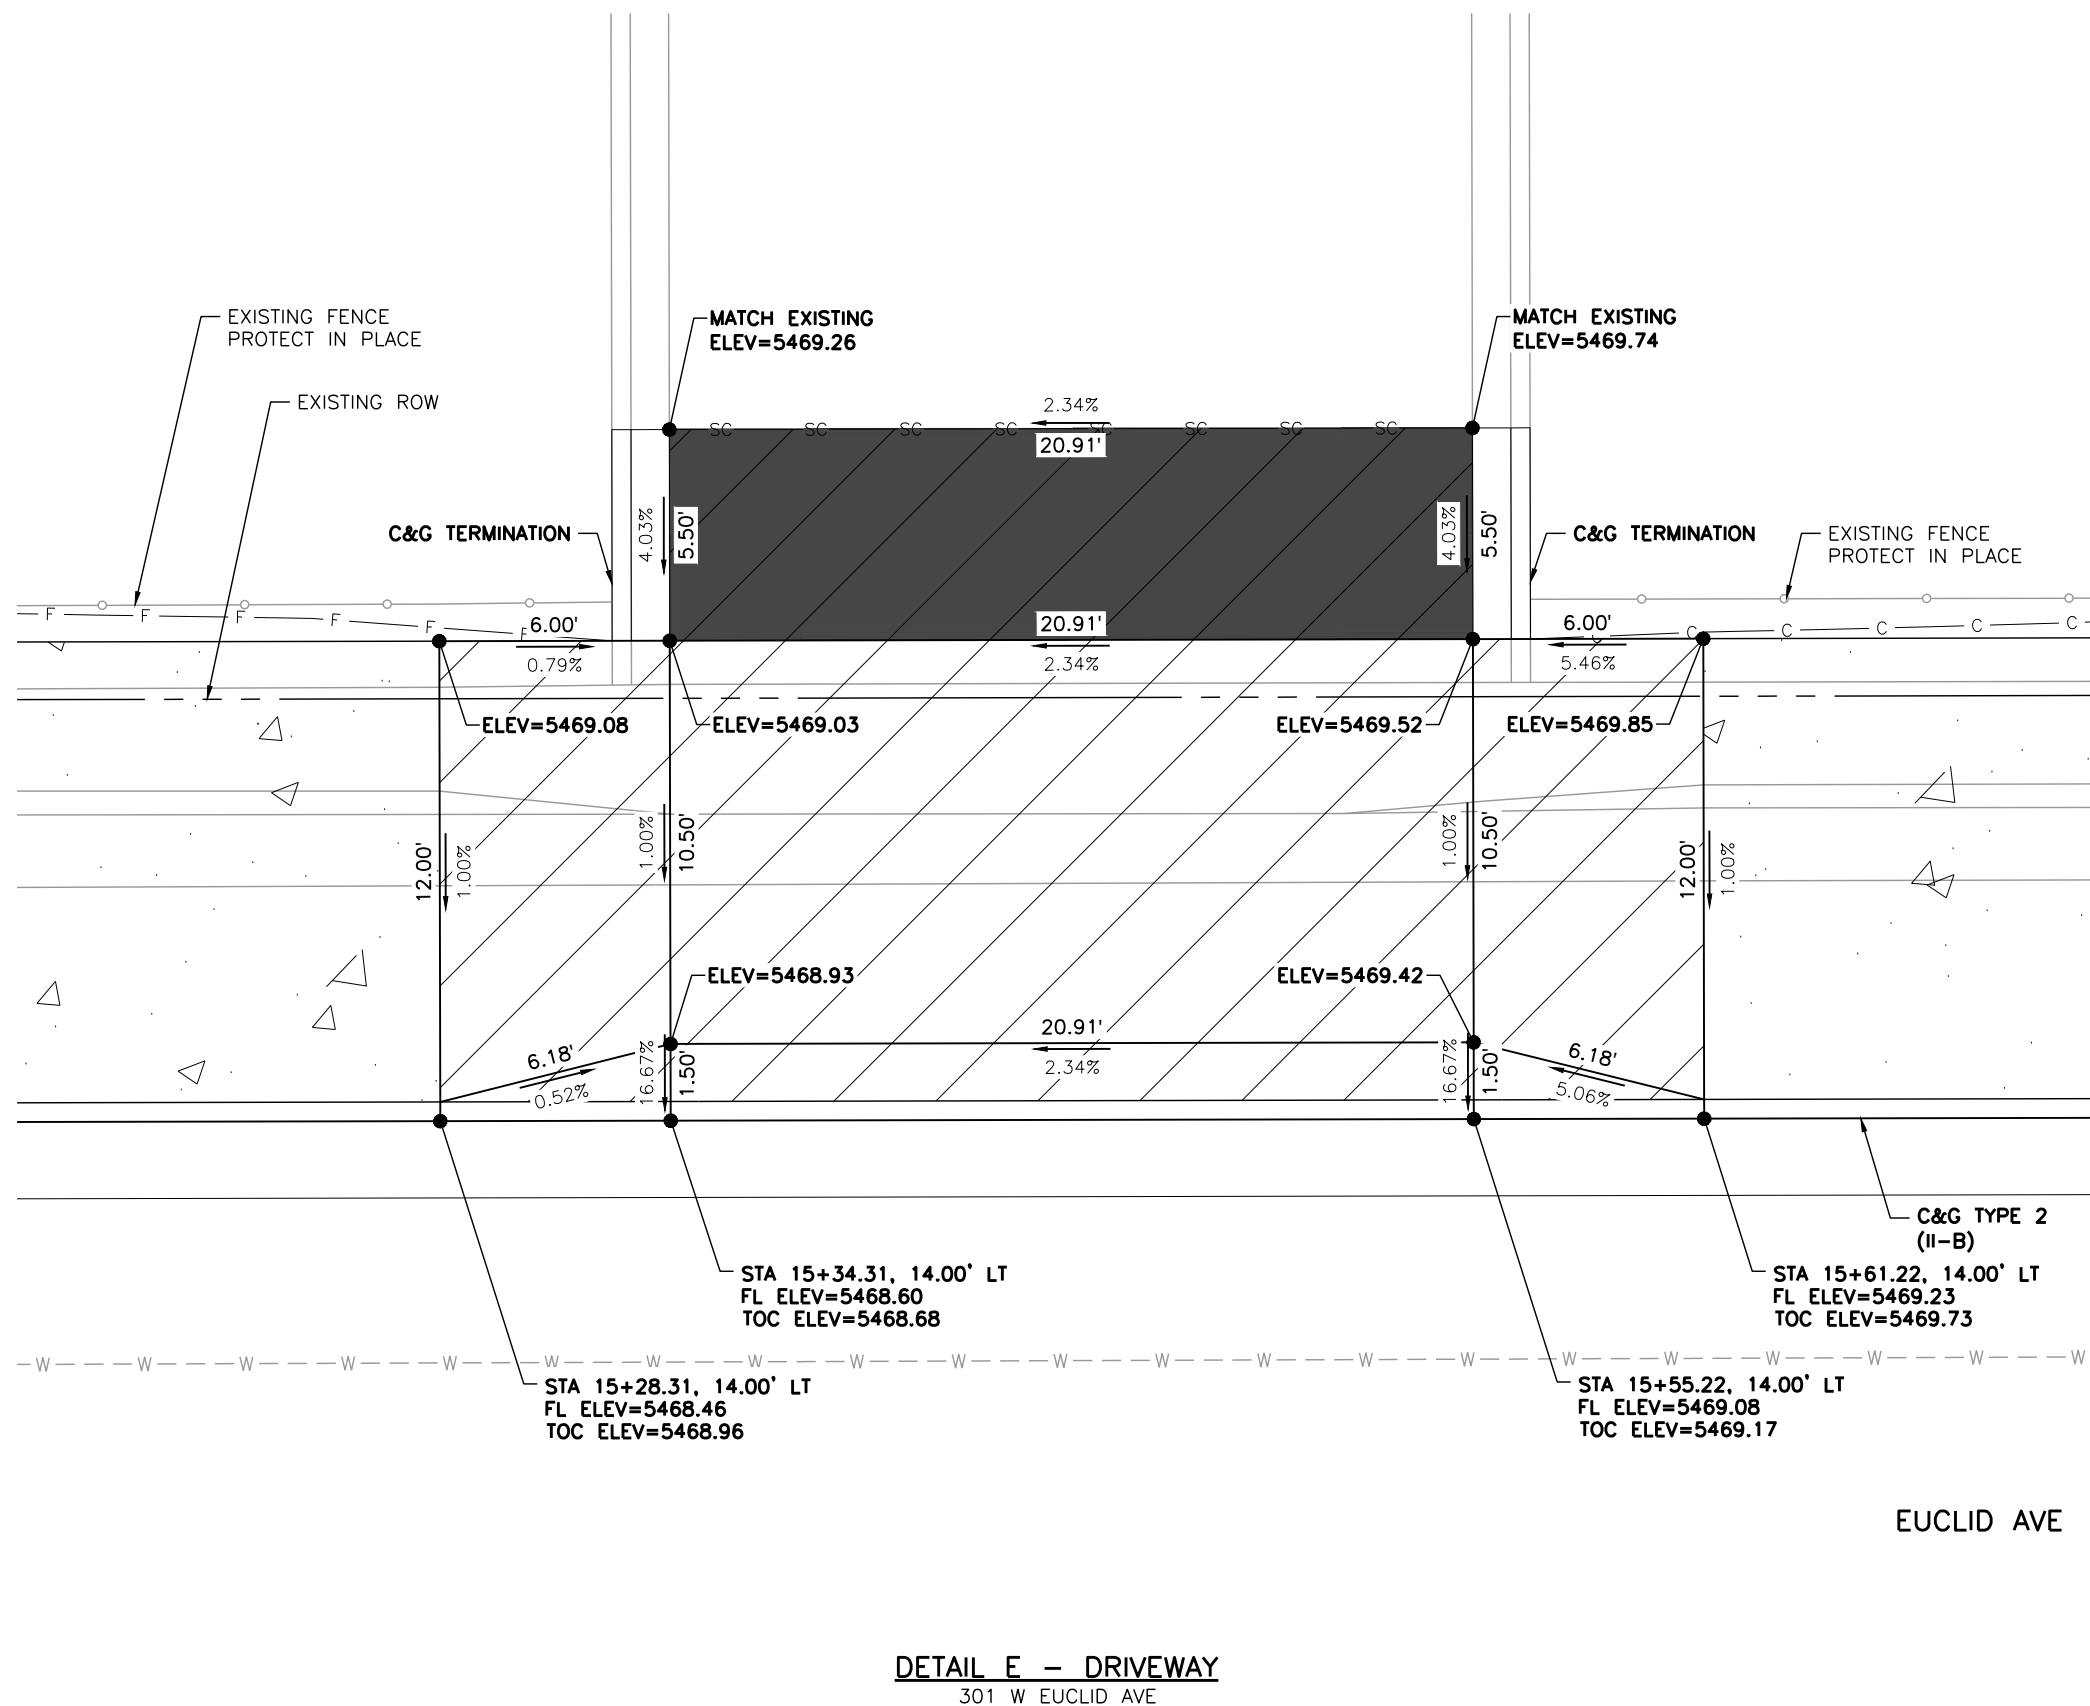 EXISTING FENCE
PROTECT IN PLACE
EXISTING ROW
MATCH EXISTING
ELEV=5469.26
MATCH EXISTING
ELEV=5469.74
2.34%
SC SC SC SC SC SC SC SC
20.91'
C&G TERMINATION
4.03%
5.50'
4.03%
5.50'
C&G TERMINATION
EXISTING FENCE
PROTECT IN PLACE
F F F F F F
6.00'
0.79%
20.91'
2.34%
6.00'
5.46%
C C C C C
ELEV=5469.08
ELEV=5469.03
ELEV=5469.52
ELEV=5469.85
12.00'
1.00%
1.00%
10.50'
1.00%
10.50'
12.00'
1.00%
ELEV=5468.93
ELEV=5469.42
6.18'
0.52%
16.67%
1.50'
20.91'
2.34%
16.67%
1.50'
6.18'
5.06%
C&G TYPE 2
(II-B)
STA 15+34.31, 14.00' LT
FL ELEV=5468.60
TOC ELEV=5468.68
STA 15+61.22, 14.00' LT
FL ELEV=5469.23
TOC ELEV=5469.73
W W W W W W W W W W W W W W W W W W W W W
STA 15+28.31, 14.00' LT
FL ELEV=5468.46
TOC ELEV=5468.96
STA 15+55.22, 14.00' LT
FL ELEV=5469.08
TOC ELEV=5469.17
EUCLID AVE
DETAIL E - DRIVEWAY
301 W EUCLID AVE